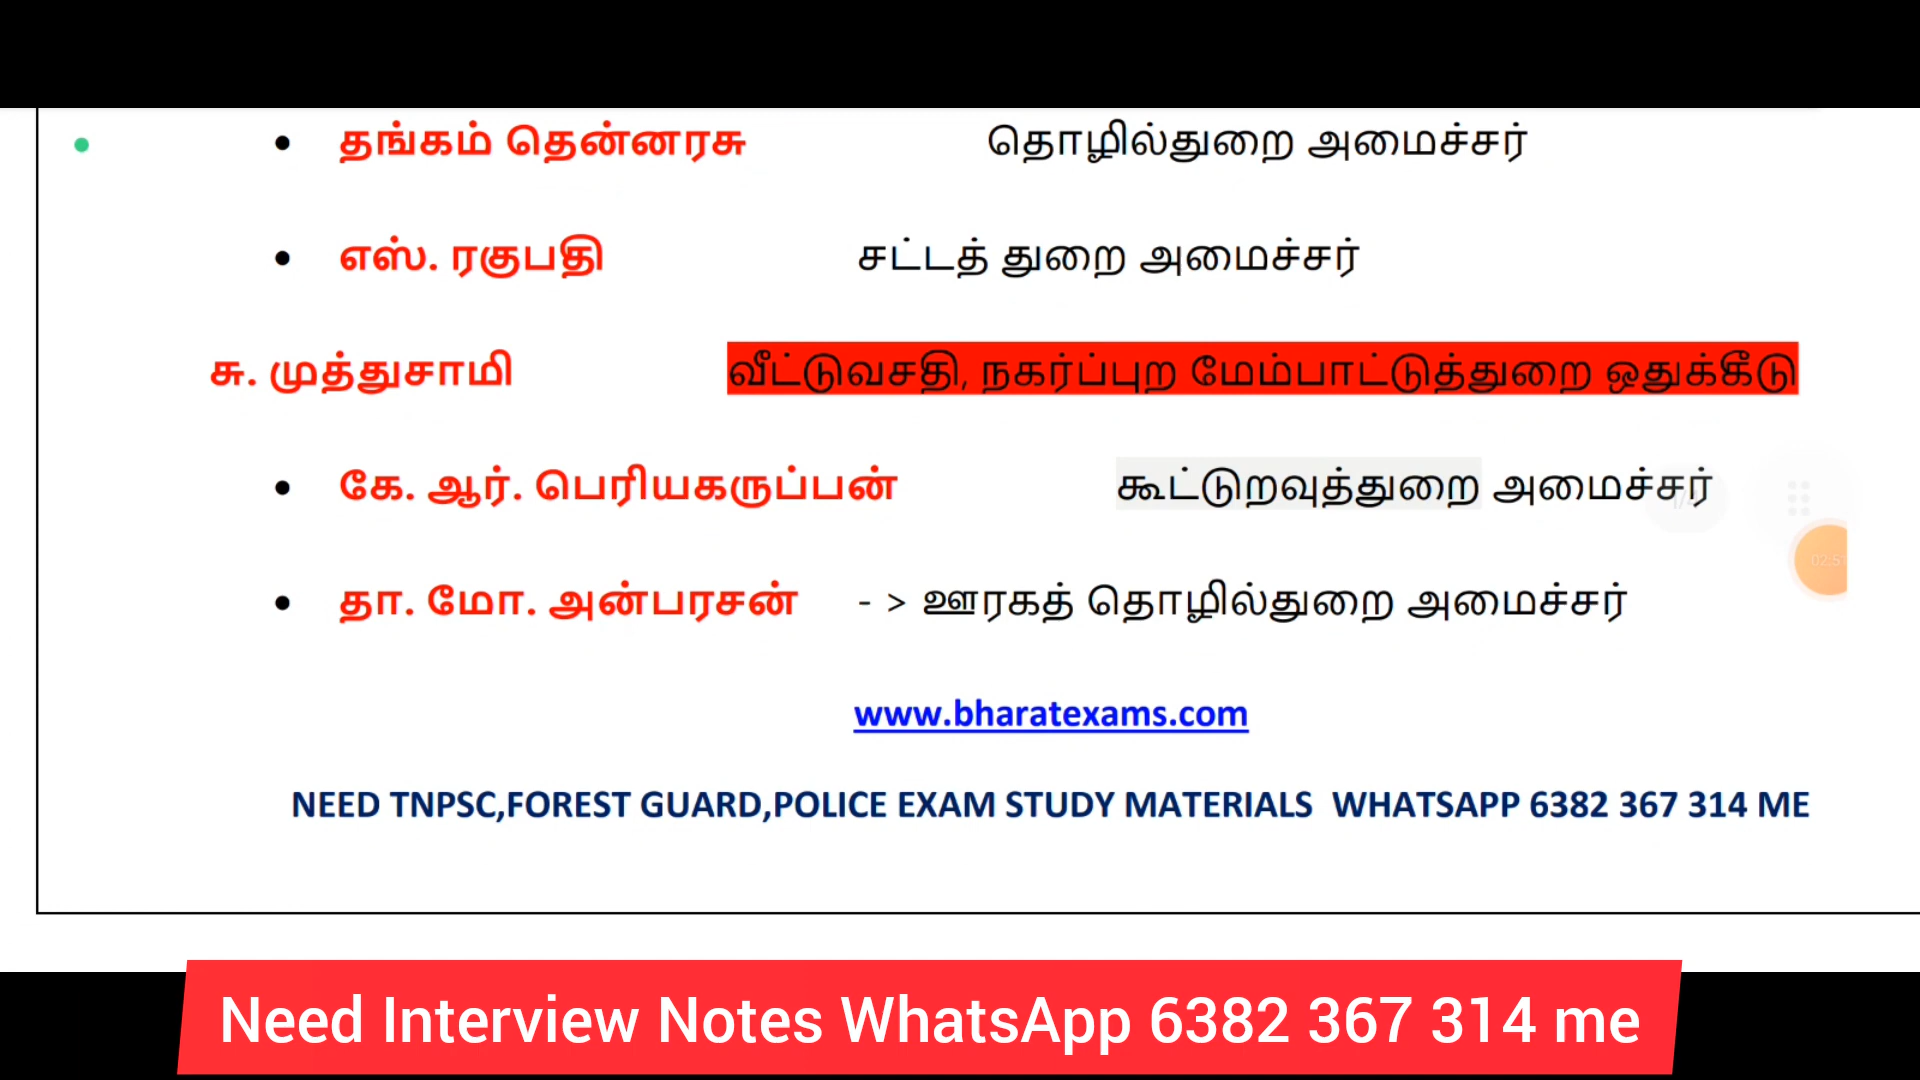 தங்கம் தென்னரசு தொழில்துறை அமைச்சர்
எஸ். ரகுபதி சட்டத் துறை அமைச்சர்
சு. முத்துசாமி வீட்டுவசதி, நகர்ப்புற மேம்பாட்டுத்துறை ஒதுக்கீடு
கே. ஆர். பெரியகருப்பன் கூட்டுறவுத்துறை அமைச்சர்
தா. மோ. அன்பரசன் - > ஊரகத் தொழில்துறை அமைச்சர்
www.bharatexams.com
NEED TNPSC,FOREST GUARD,POLICE EXAM STUDY MATERIALS WHATSAPP 6382 367 314 ME
Need Interview Notes WhatsApp 6382 367 314 me